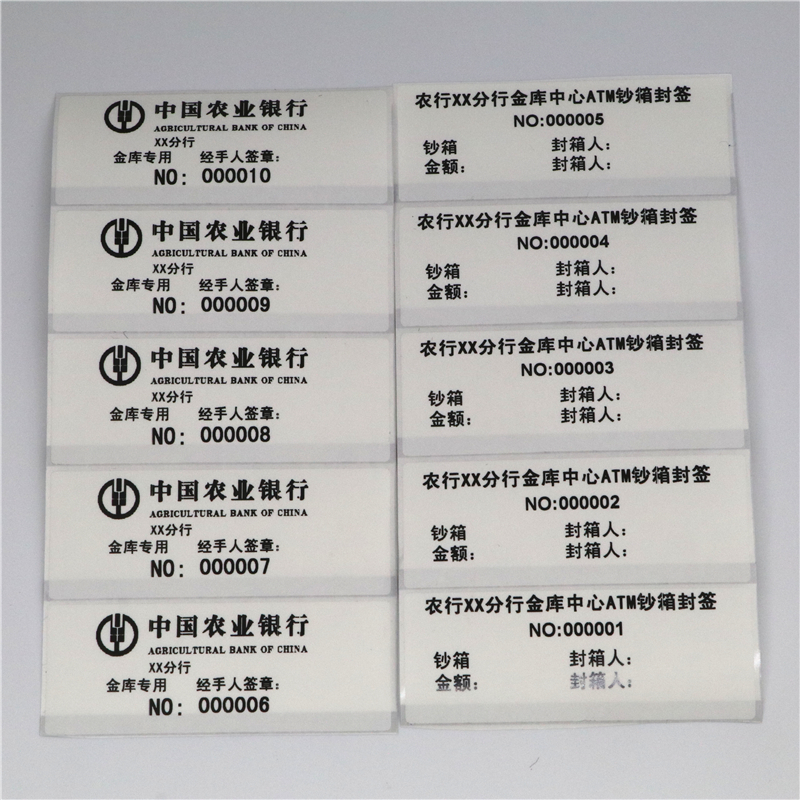 中国农业银行
AGRICULTURAL BANK OF CHINA
XX分行
金库专用 经手人签章：
NO: 000010
中国农业银行
AGRICULTURAL BANK OF CHINA
XX分行
金库专用 经手人签章：
NO: 000009
中国农业银行
AGRICULTURAL BANK OF CHINA
XX分行
金库专用 经手人签章：
NO: 000008
中国农业银行
AGRICULTURAL BANK OF CHINA
XX分行
金库专用 经手人签章：
NO: 000007
中国农业银行
AGRICULTURAL BANK OF CHINA
XX分行
金库专用 经手人签章：
NO: 000006
农行XX分行金库中心ATM钞箱封签
NO:000005
钞箱 封箱人：
金额： 封箱人：
农行XX分行金库中心ATM钞箱封签
NO:000004
钞箱 封箱人：
金额： 封箱人：
农行XX分行金库中心ATM钞箱封签
NO:000003
钞箱 封箱人：
金额： 封箱人：
农行XX分行金库中心ATM钞箱封签
NO:000002
钞箱 封箱人：
金额： 封箱人：
农行XX分行金库中心ATM钞箱封签
NO:000001
钞箱 封箱人：
金额： 封箱人：